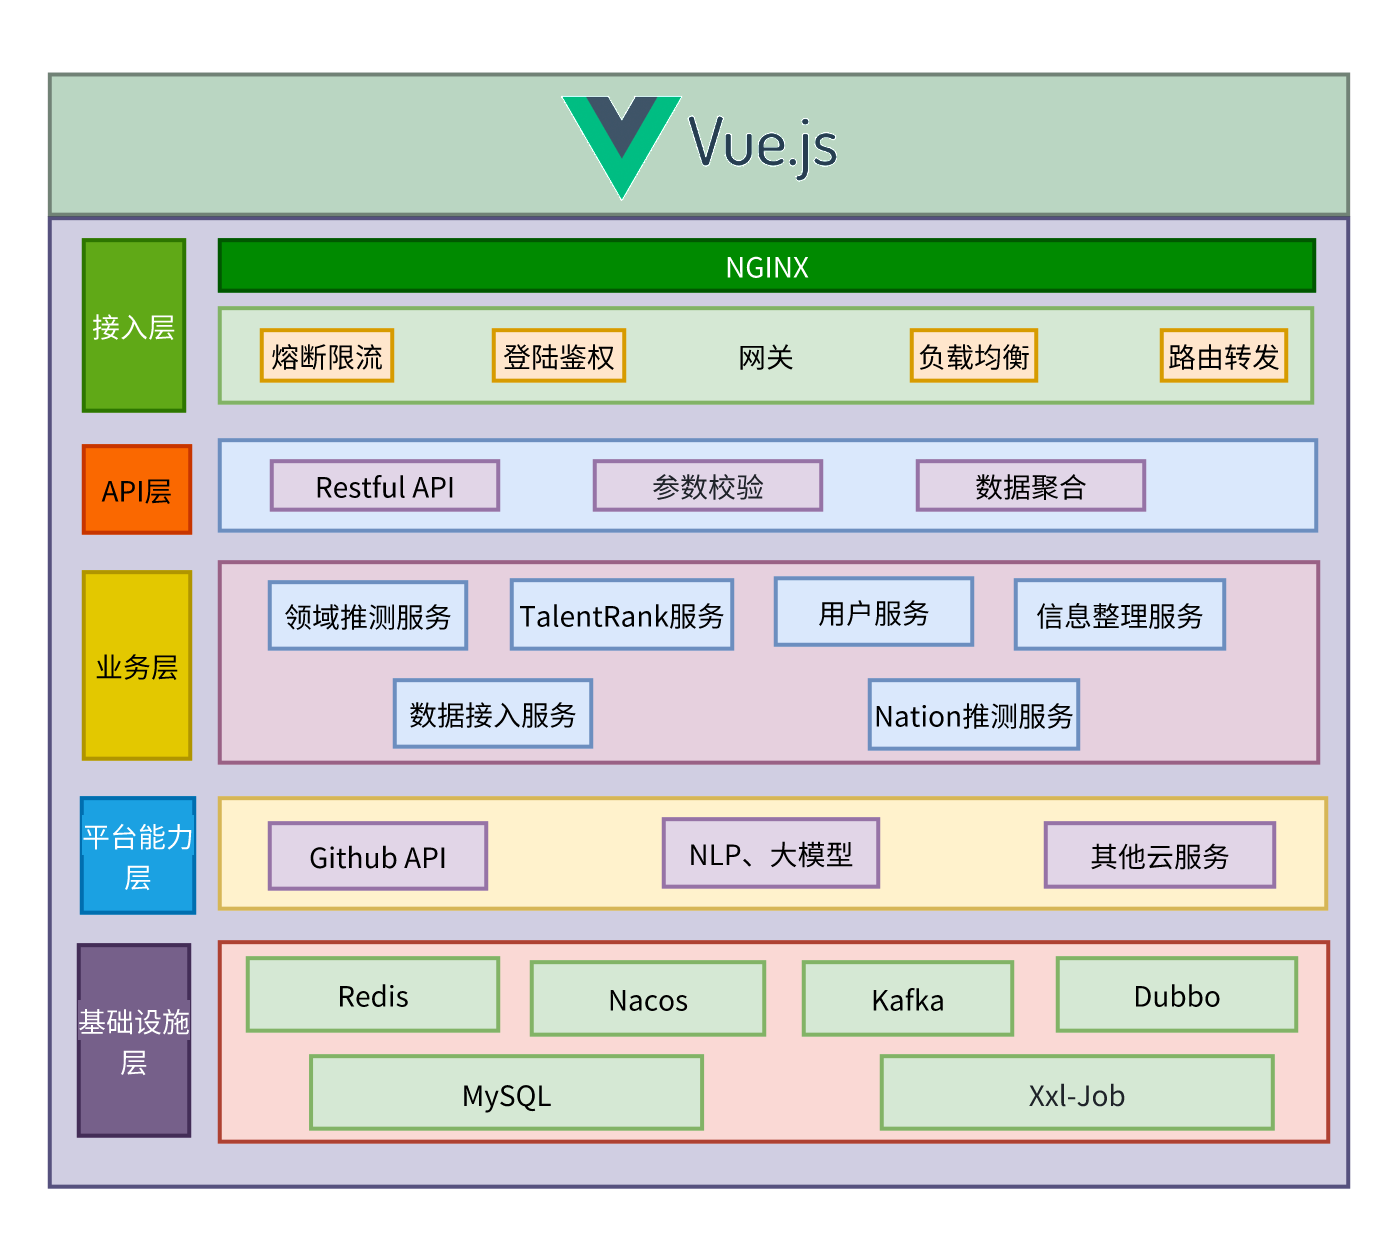 Vue.js
接入层
NGINX
熔断限流
登陆鉴权
网关
负载均衡
路由转发
API层
Restful API
参数校验
数据聚合
业务层
领域推测服务
TalentRank服务
用户服务
信息整理服务
数据接入服务
Nation推测服务
平台能力
层
Github API
NLP、大模型
其他云服务
基础设施
层
Redis
Nacos
Kafka
Dubbo
MySQL
Xxl-Job